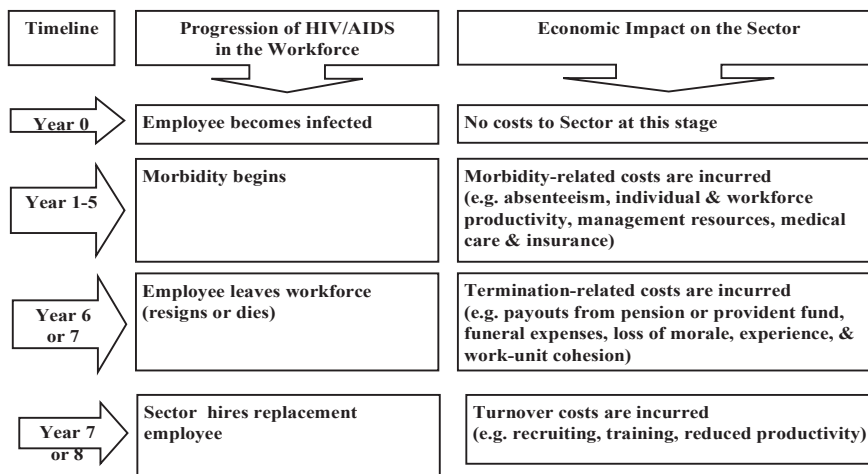 Timeline
Progression of HIV/AIDS
in the Workforce
Economic Impact on the Sector
Year 0
Employee becomes infected
No costs to Sector at this stage
Year 1-5
Morbidity begins
Morbidity-related costs are incurred
(e.g. absenteeism, individual & workforce
productivity, management resources, medical
care & insurance)
Year 6
or 7
Employee leaves workforce
(resigns or dies)
Termination-related costs are incurred
(e.g. payouts from pension or provident fund,
funeral expenses, loss of morale, experience, &
work-unit cohesion)
Year 7
or 8
Sector hires replacement
employee
Turnover costs are incurred
(e.g. recruiting, training, reduced productivity)